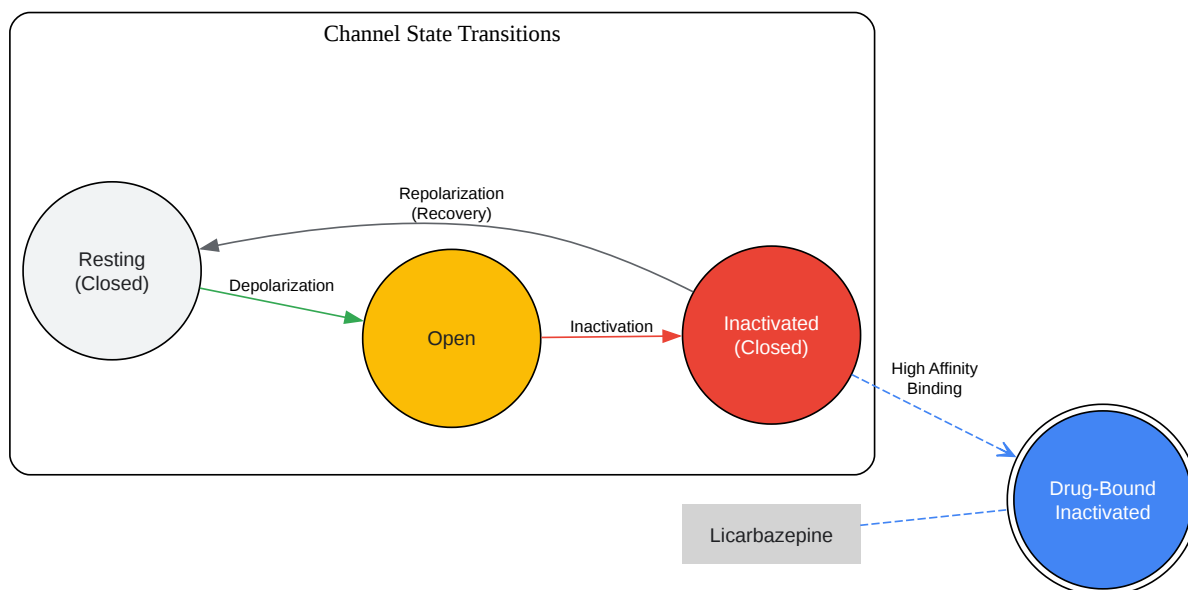 Channel State Transitions
Repolarization
(Recovery)
Resting
(Closed)
Depolarization
Open
Inactivation
Inactivated
(Closed)
High Affinity
Binding
Drug-Bound
Inactivated
Licarbazepine